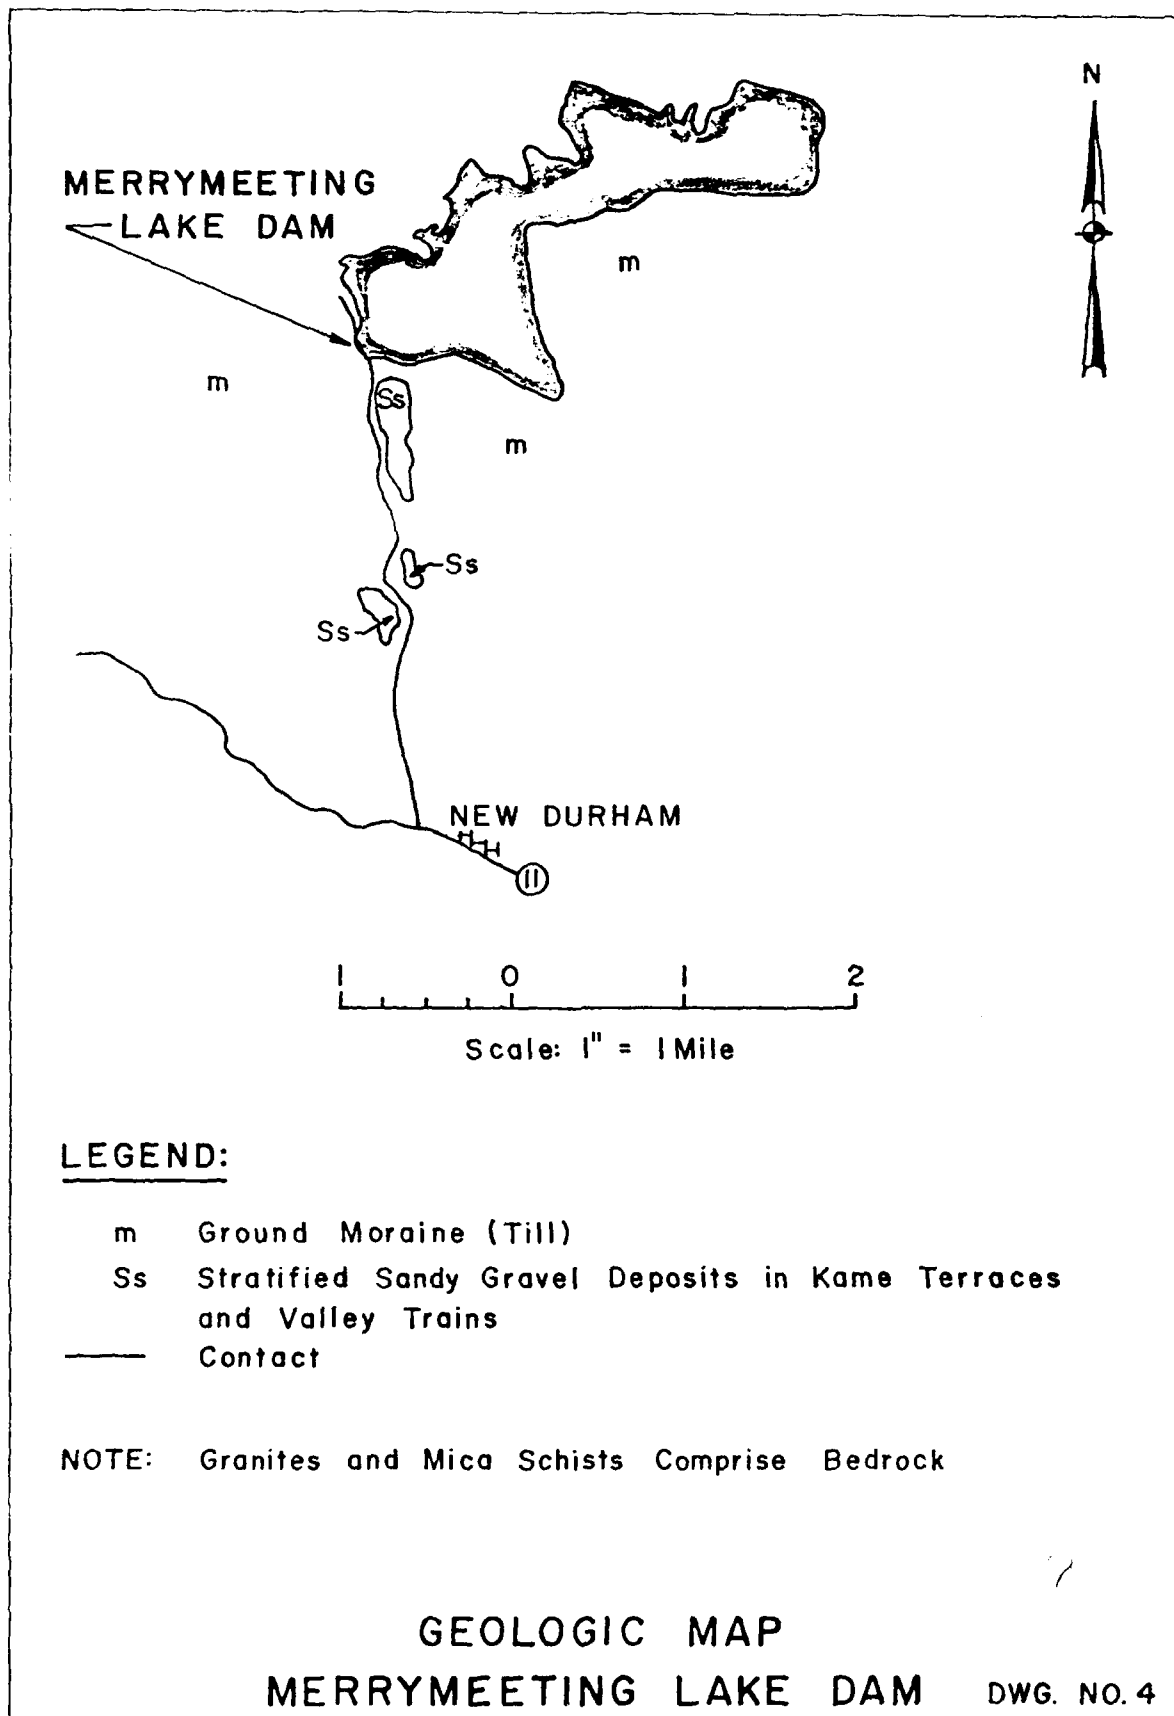 N
MERRYMEETING
LAKE DAM
m
m
Ss
m
Ss
Ss
NEW DURHAM
11
1 0 1 2
Scale: 1" = 1 Mile
LEGEND:
m Ground Moraine (Till)
Ss Stratified Sandy Gravel Deposits in Kame Terraces
and Valley Trains
Contact
NOTE: Granites and Mica Schists Comprise Bedrock
GEOLOGIC MAP
MERRYMEETING LAKE DAM DWG. NO. 4